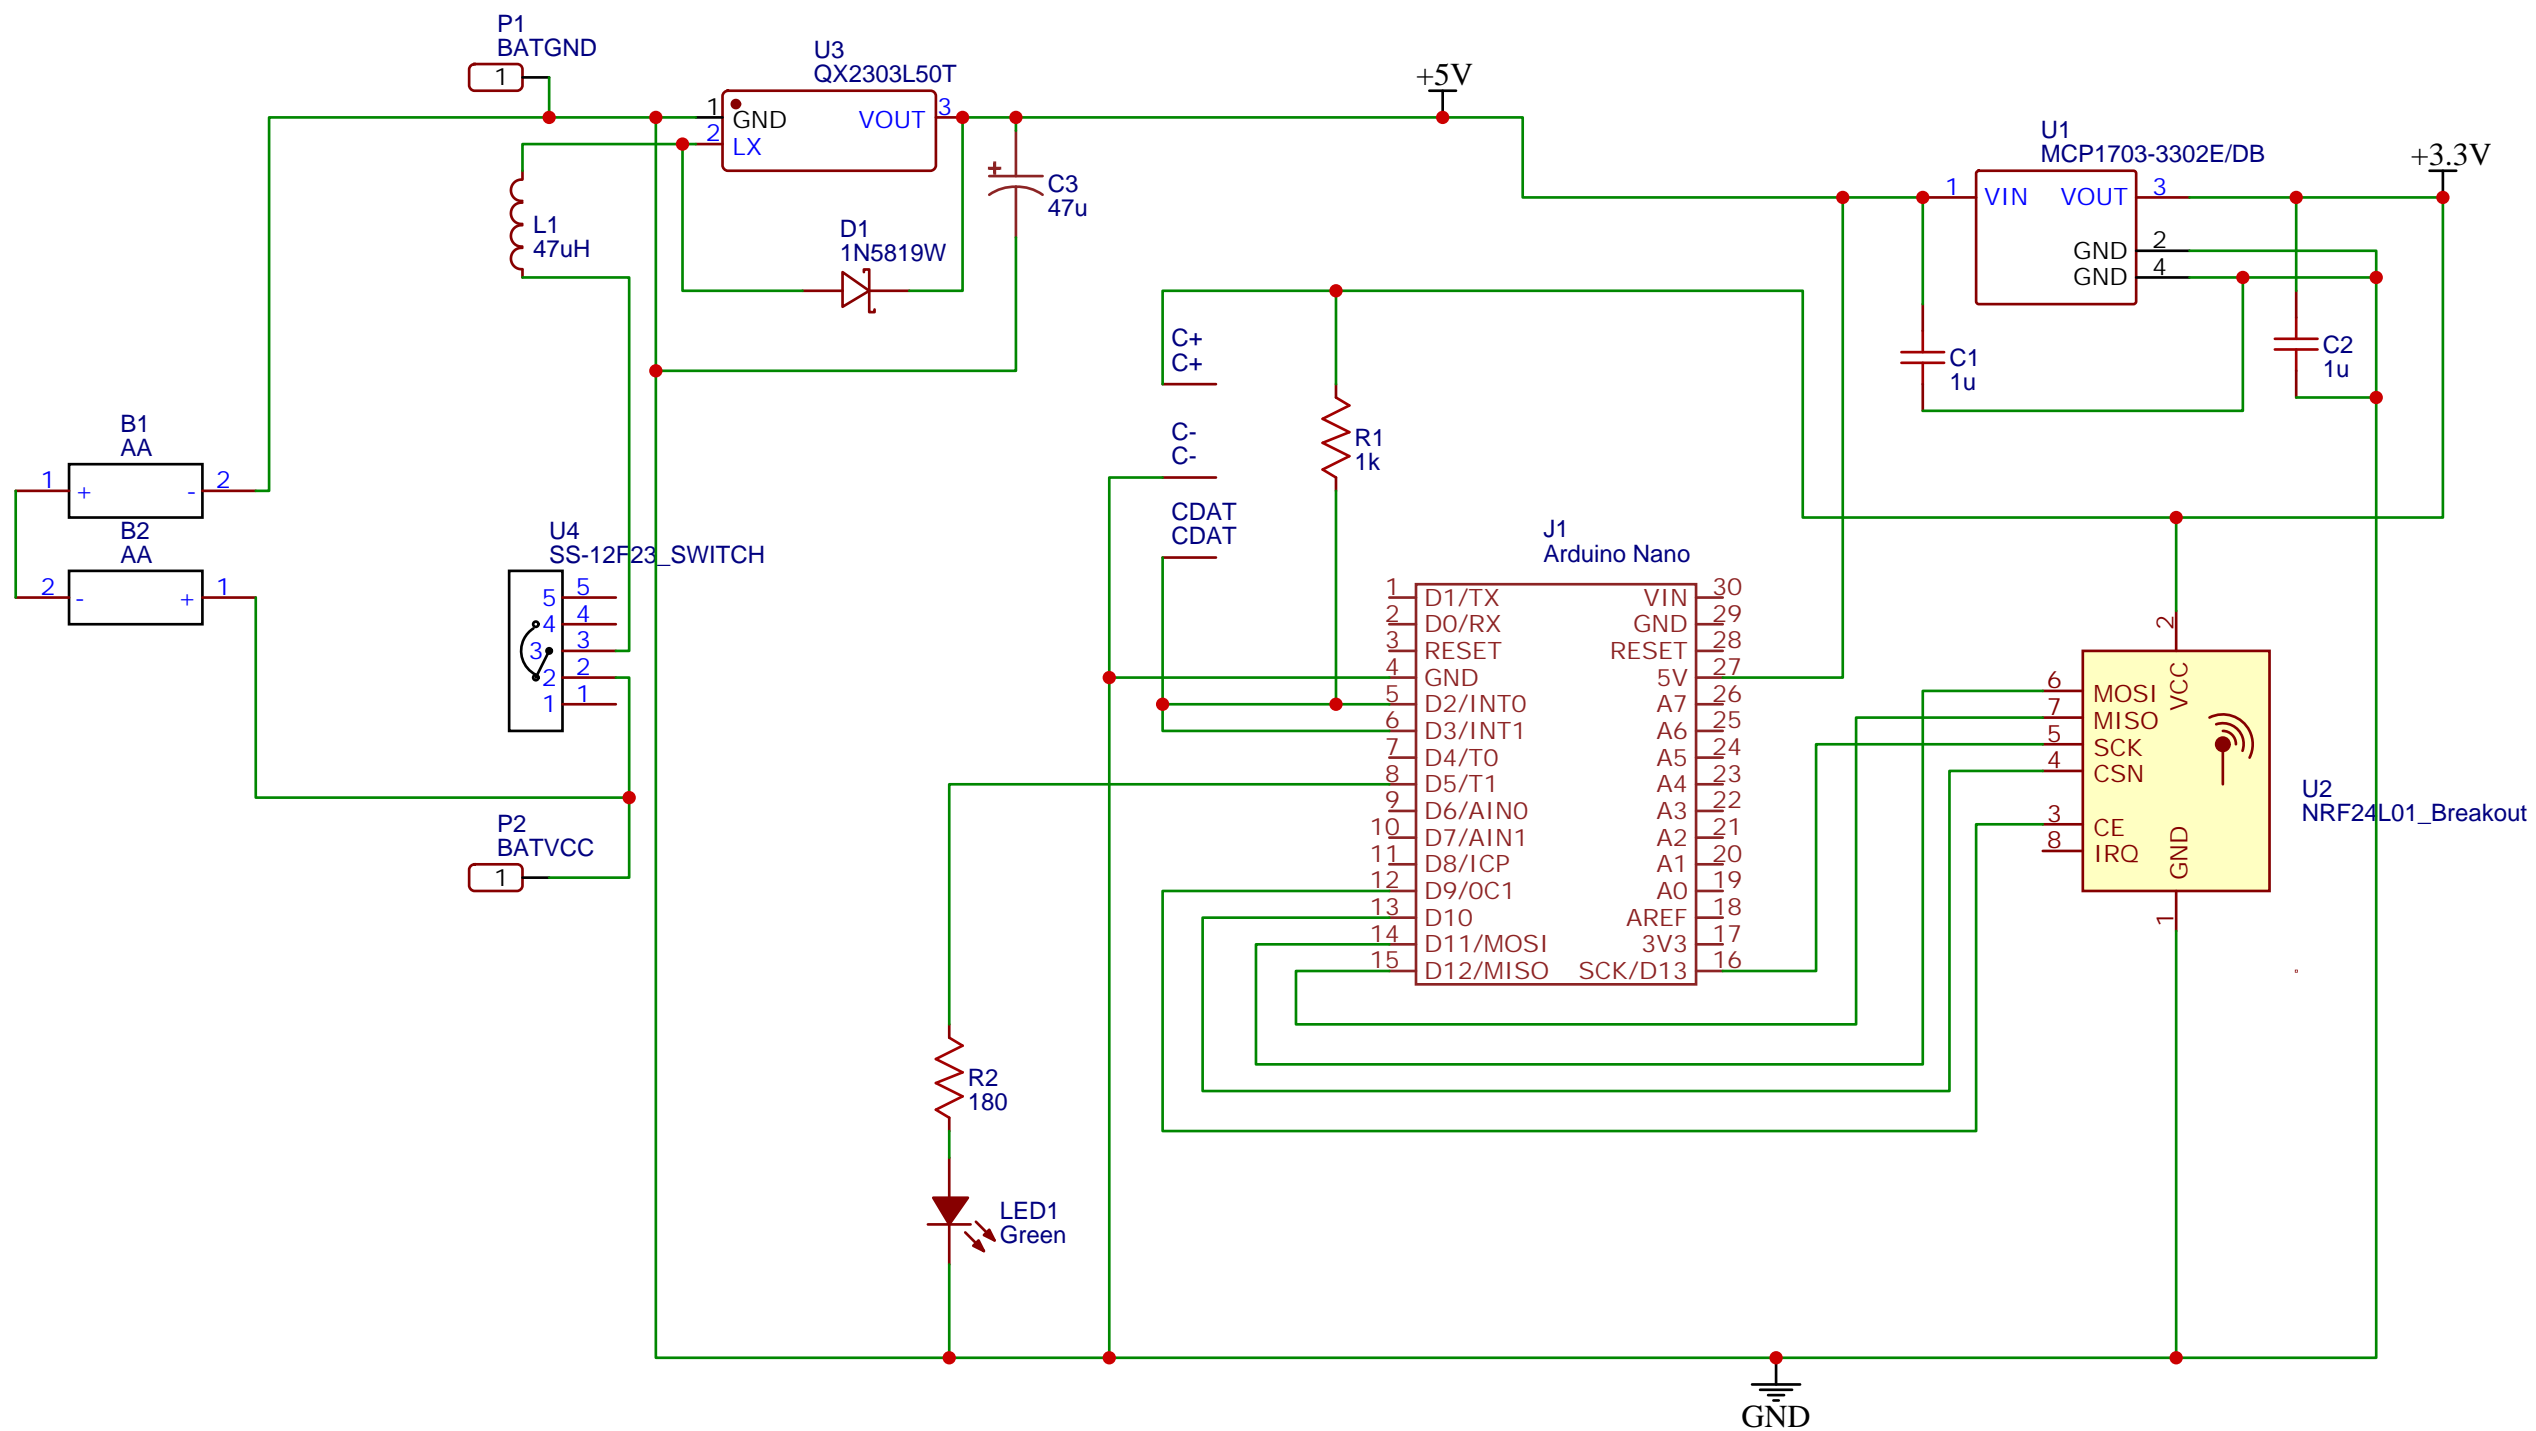 P1
BATGND
1
U3
QX2303L50T
1
GND
2
LX
VOUT
3
+5V
U1
MCP1703-3302E/DB
+3.3V
1
VIN
VOUT
3
GND
2
GND
4
+
C3
47u
L1
47uH
D1
1N5819W
C+
C+
C-
C-
CDAT
CDAT
R1
1k
C1
1u
C2
1u
B1
AA
1
+
-
2
B2
AA
2
-
+
1
U4
SS-12F23_SWITCH
5 5
4 4
3 3
2 2
1 1
P2
BATVCC
1
J1
Arduino Nano
1 D1/TX VIN 30
2 D0/RX GND 29
3 RESET RESET 28
4 GND 5V 27
5 D2/INT0 A7 26
6 D3/INT1 A6 25
7 D4/T0 A5 24
8 D5/T1 A4 23
9 D6/AIN0 A3 22
10 D7/AIN1 A2 21
11 D8/ICP A1 20
12 D9/0C1 A0 19
13 D10 AREF 18
14 D11/MOSI 3V3 17
15 D12/MISO SCK/D13 16
2
VCC
6 MOSI
7 MISO
5 SCK
4 CSN
3 CE
8 IRQ
GND
1
U2
NRF24L01_Breakout
R2
180
LED1
Green
GND